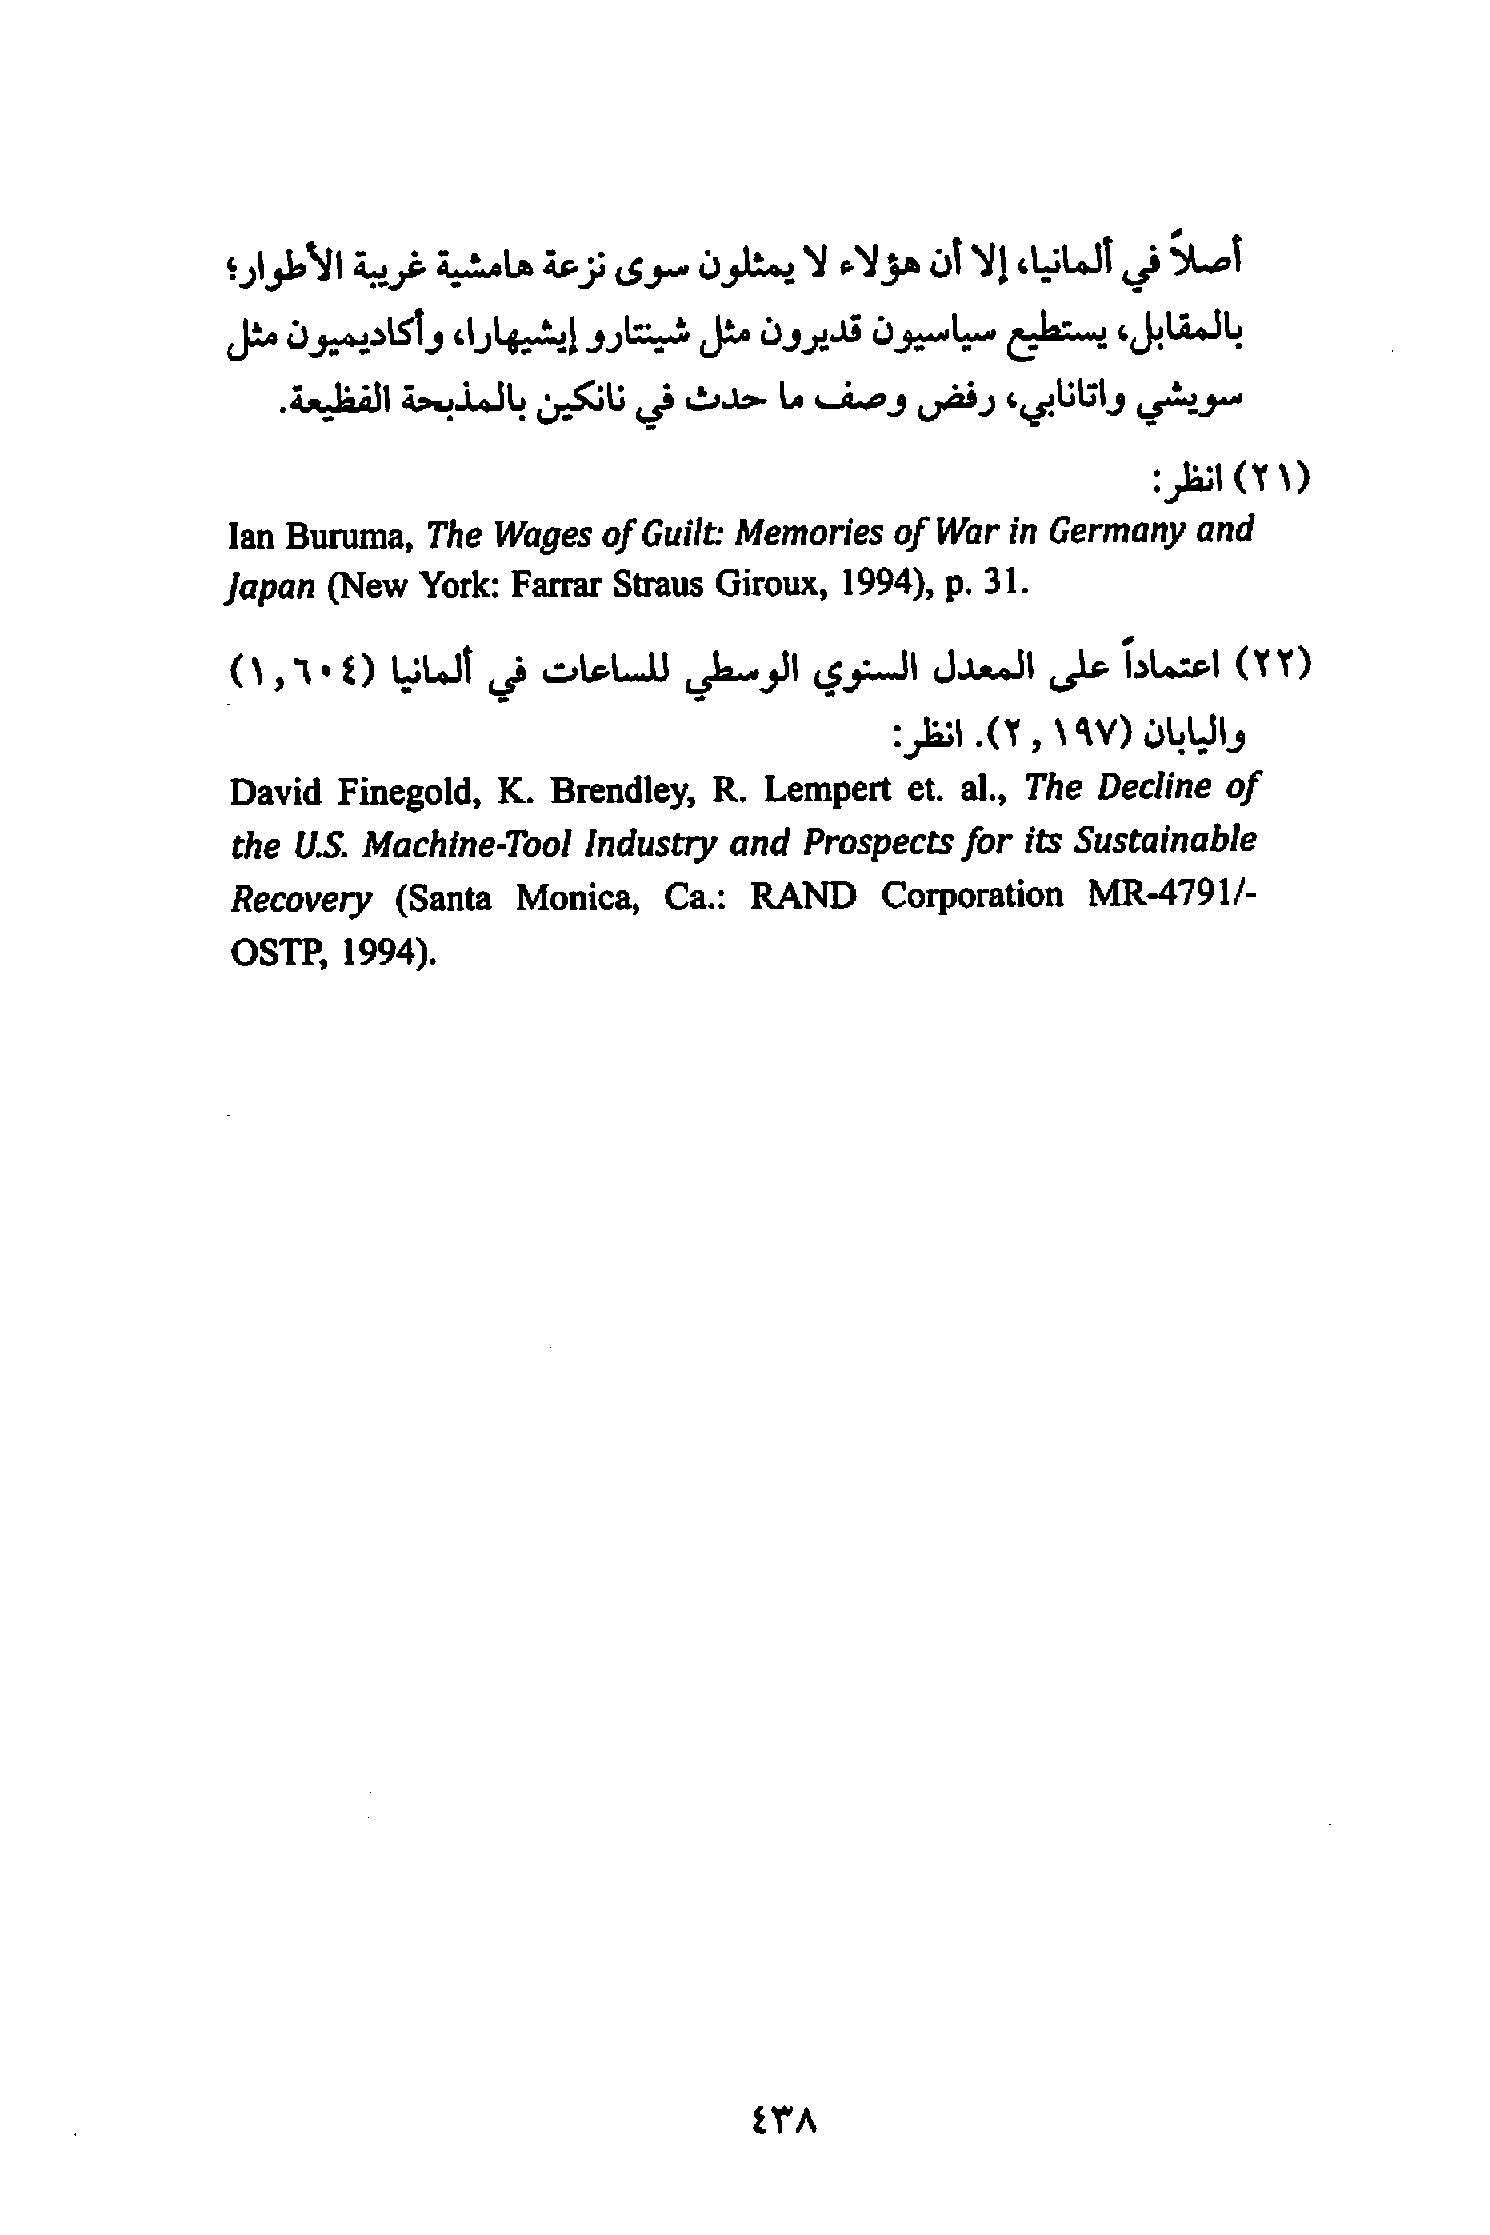 أصلاً في ألمانيا، إلا أن هؤلاء لا يمثلون سوى نزعة هامشية غريبة الأطوار؛
بالمقابل، يستطيع سياسيون قديرون مثل شينتارو إيشيهارا، وأكاديميون مثل
سويشي واتانابي، رفض وصف ما حدث في نانكين بالمذبحة الفظيعة.
(٢١) انظر:
Ian Buruma, The Wages of Guilt: Memories of War in Germany and
Japan (New York: Farrar Straus Giroux, 1994), p. 31.
(٢٢) اعتماداً على المعدل السنوي الوسطي للساعات في ألمانيا (١,٦٠٤)
واليابان (٢,١٩٧). انظر:
David Finegold, K. Brendley, R. Lempert et. al., The Decline of
the U.S. Machine-Tool Industry and Prospects for its Sustainable
Recovery (Santa Monica, Ca.: RAND Corporation MR-4791/-
OSTP, 1994).
٤٣٨